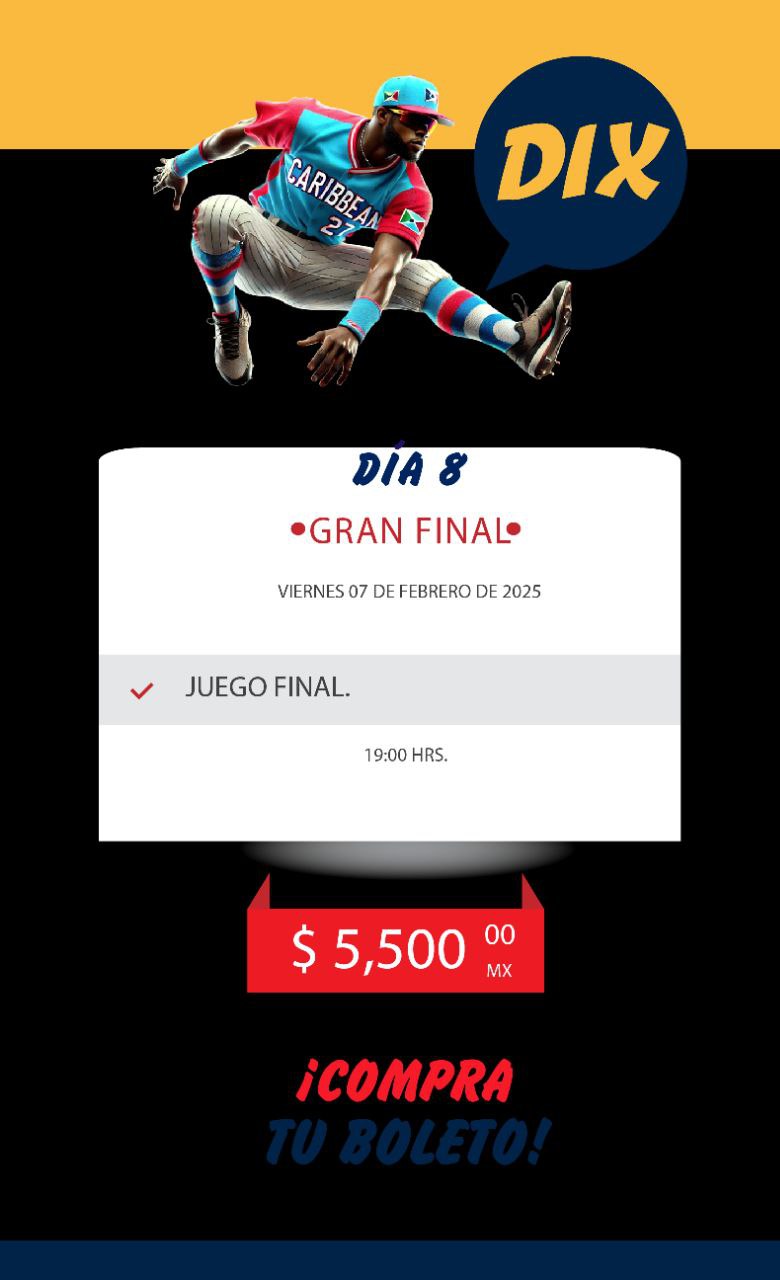 DIX
CARIBBEAN
27
DÍA 8
•GRAN FINAL•
VIERNES 07 DE FEBRERO DE 2025
JUEGO FINAL.
19:00 HRS.
$ 5,500 00
MX
¡COMPRA
TU BOLETO!